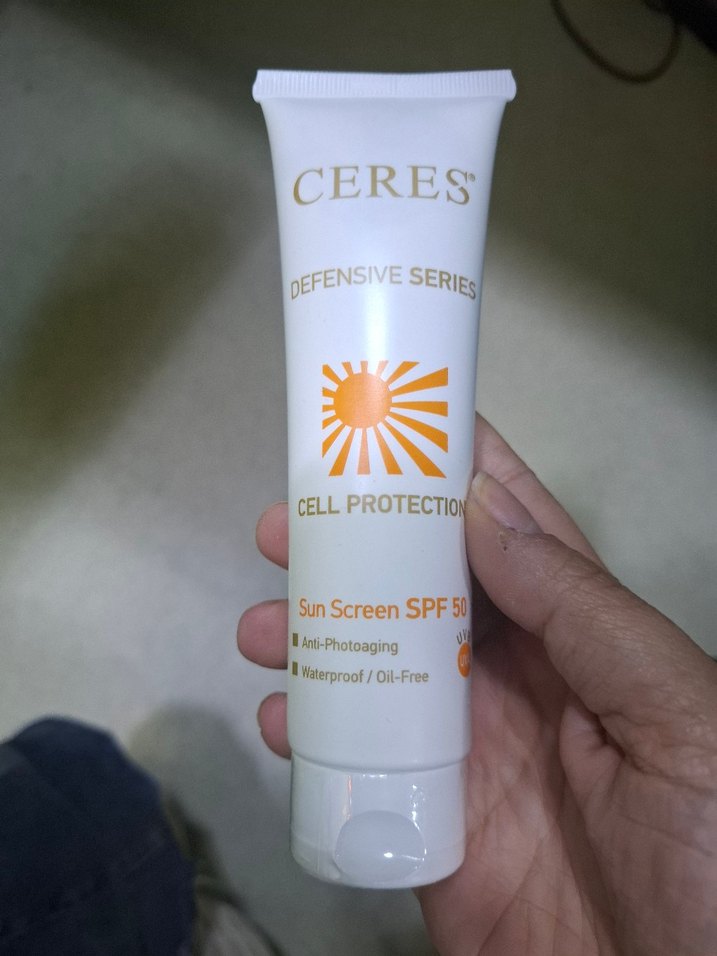 CERES®
DEFENSIVE SERIES
CELL PROTECTION
Sun Screen SPF 50
Anti-Photoaging
Waterproof / Oil-Free